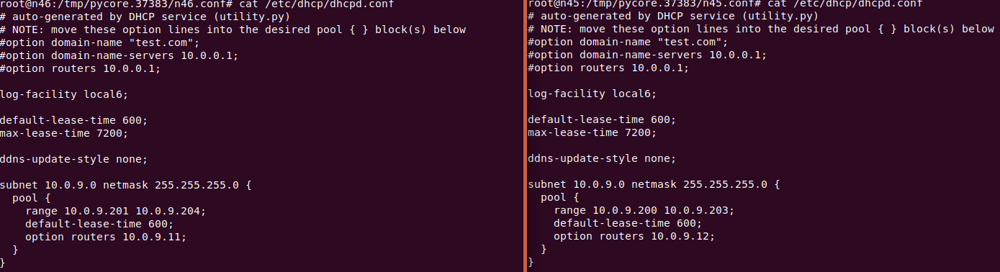 root@n46:/tmp/pycore.37383/n46.conf# cat /etc/dhcp/dhcpd.conf
# auto-generated by DHCP service (utility.py)
# NOTE: move these option lines into the desired pool { } block(s) below
#option domain-name "test.com";
#option domain-name-servers 10.0.0.1;
#option routers 10.0.0.1;
log-facility local6;
default-lease-time 600;
max-lease-time 7200;
ddns-update-style none;
subnet 10.0.9.0 netmask 255.255.255.0 {
pool {
range 10.0.9.201 10.0.9.204;
default-lease-time 600;
option routers 10.0.9.11;
}
}
root@n45:/tmp/pycore.37383/n45.conf# cat /etc/dhcp/dhcpd.conf
# auto-generated by DHCP service (utility.py)
# NOTE: move these option lines into the desired pool { } block(s) below
#option domain-name "test.com";
#option domain-name-servers 10.0.0.1;
#option routers 10.0.0.1;
log-facility local6;
default-lease-time 600;
max-lease-time 7200;
ddns-update-style none;
subnet 10.0.9.0 netmask 255.255.255.0 {
pool {
range 10.0.9.200 10.0.9.203;
default-lease-time 600;
option routers 10.0.9.12;
}
}